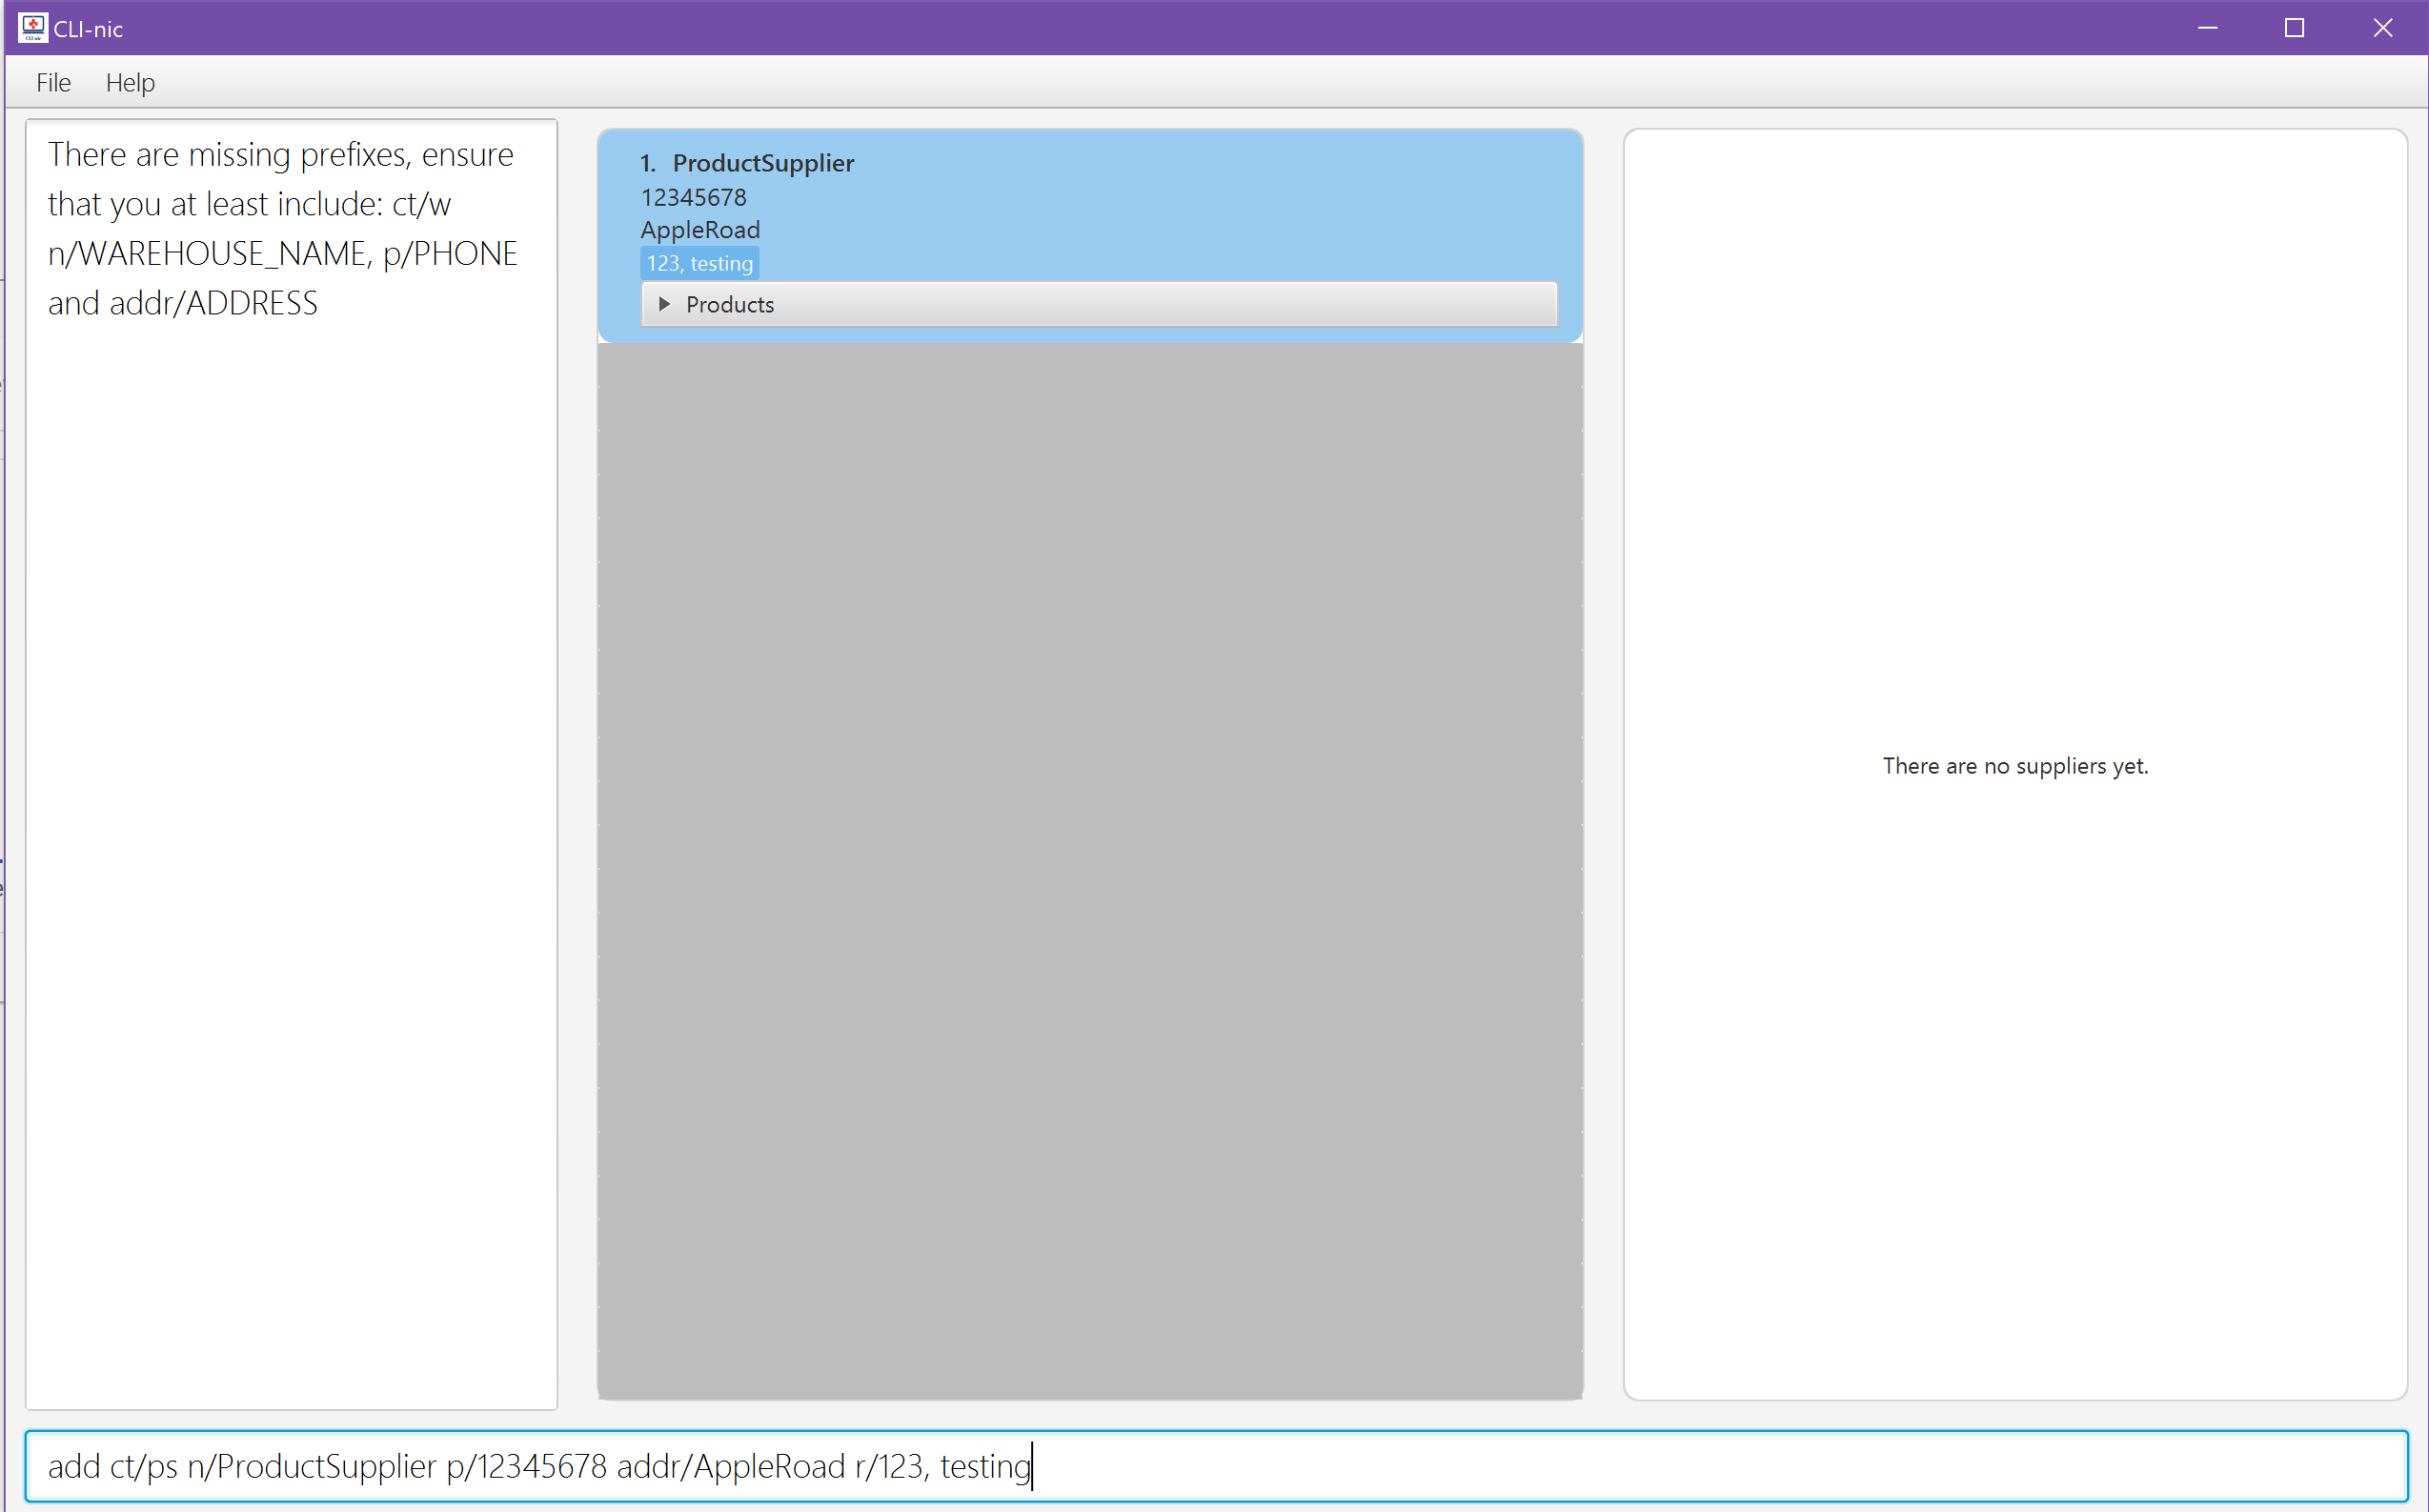 CLI-nic
File Help
There are missing prefixes, ensure
that you at least include: ct/w
n/WAREHOUSE_NAME, p/PHONE
and addr/ADDRESS
1. ProductSupplier
12345678
AppleRoad
123, testing
Products
There are no suppliers yet.
add ct/ps n/ProductSupplier p/12345678 addr/AppleRoad r/123, testing